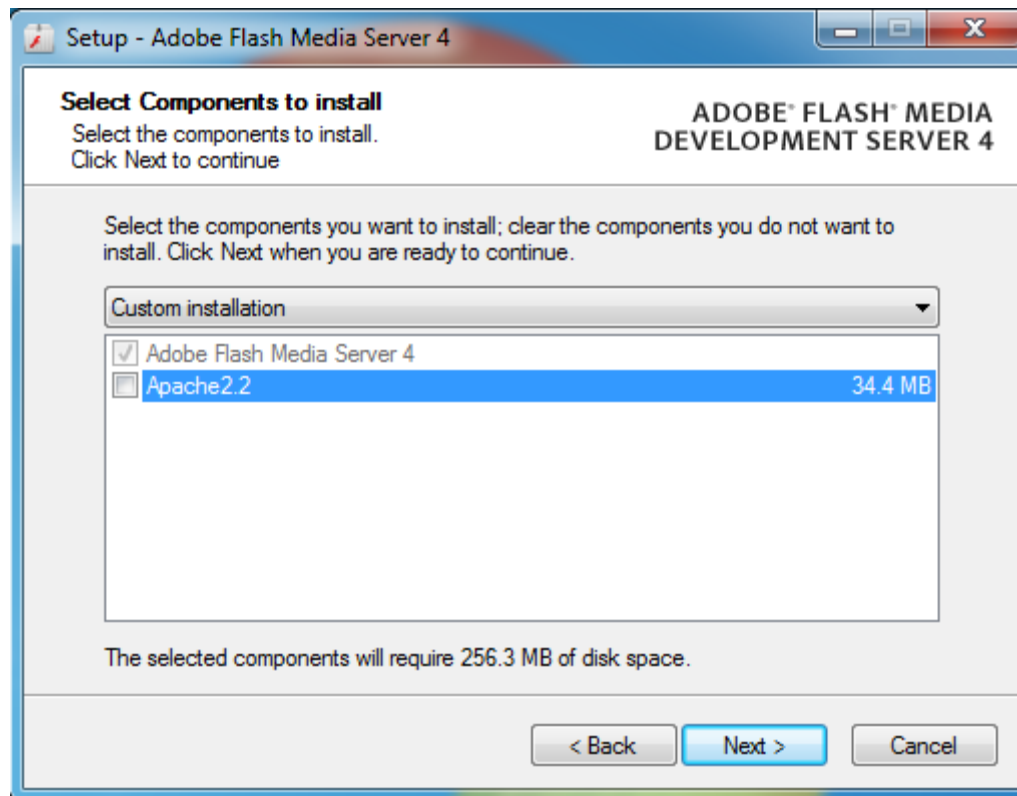 Setup - Adobe Flash Media Server 4
Select Components to install
Select the components to install.
Click Next to continue
ADOBE® FLASH® MEDIA
DEVELOPMENT SERVER 4
Select the components you want to install; clear the components you do not want to
install. Click Next when you are ready to continue.
Custom installation
Adobe Flash Media Server 4
Apache2.2 34.4 MB
The selected components will require 256.3 MB of disk space.
< Back Next > Cancel